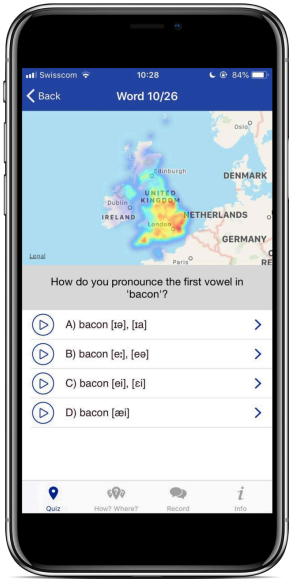 Swisscom 10:28 84%
Back Word 10/26
Oslo
Edinburgh
DENMARK
UNITED
KINGDOM
Dublin
IRELAND
NETHERLANDS
London
GERMANY
Paris
Legal
How do you pronounce the first vowel in
'bacon'?
A) bacon [ɪə], [ɪa]
B) bacon [eː], [eə]
C) bacon [ei], [ɛi]
D) bacon [æi]
Quiz How? Where? Record Info